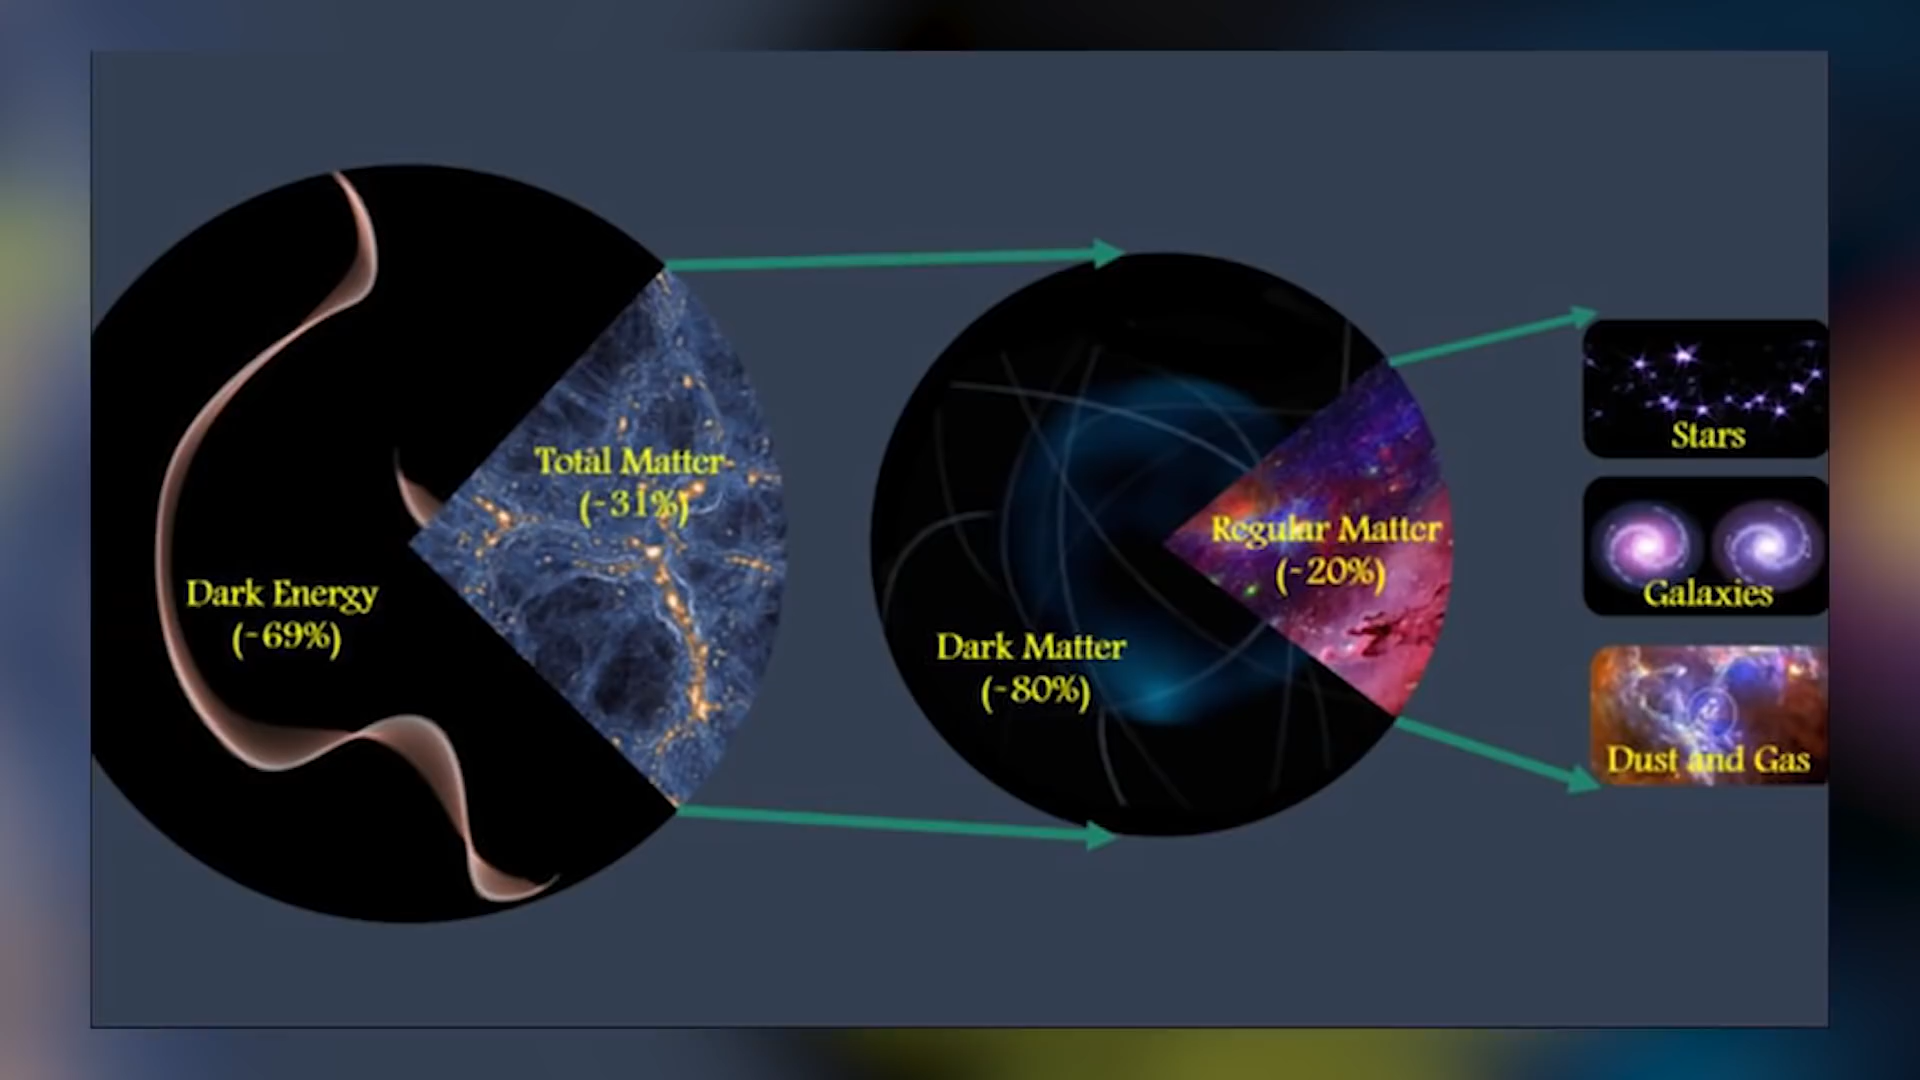 Dark Energy
(~69%)
Total Matter
(~31%)
Dark Matter
(~80%)
Regular Matter
(~20%)
Stars
Galaxies
Dust and Gas